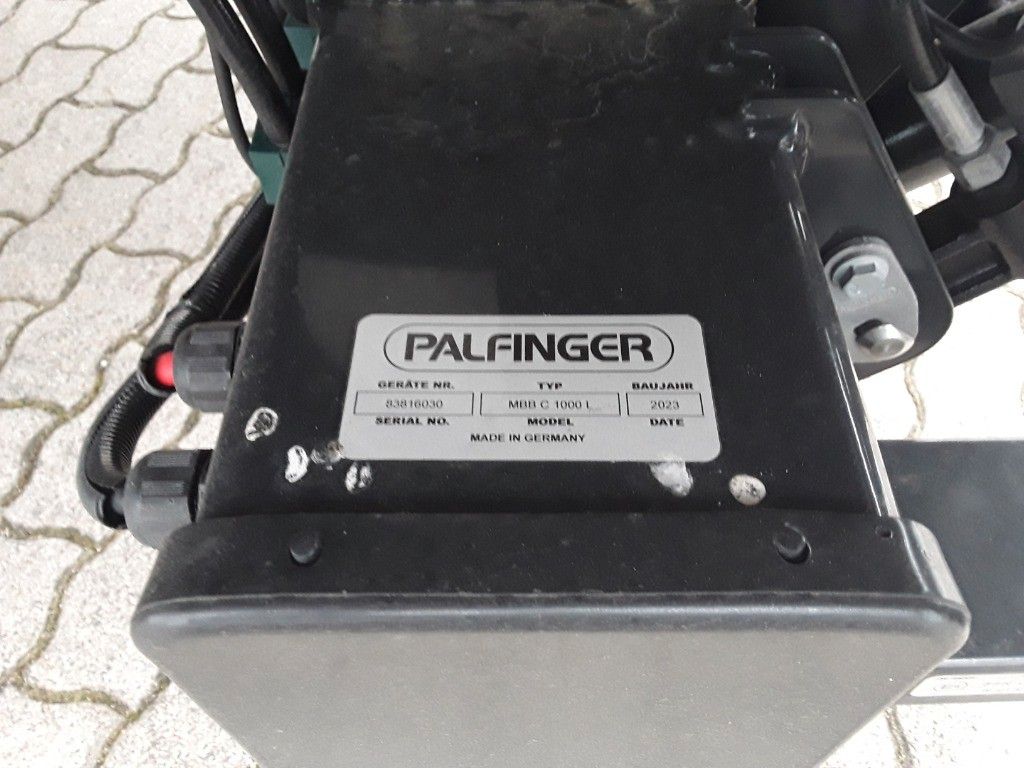 PALFINGER
GERÄTE NR. TYP BAUJAHR
83816030 MBB C 1000 L 2023
SERIAL NO. MODEL DATE
MADE IN GERMANY